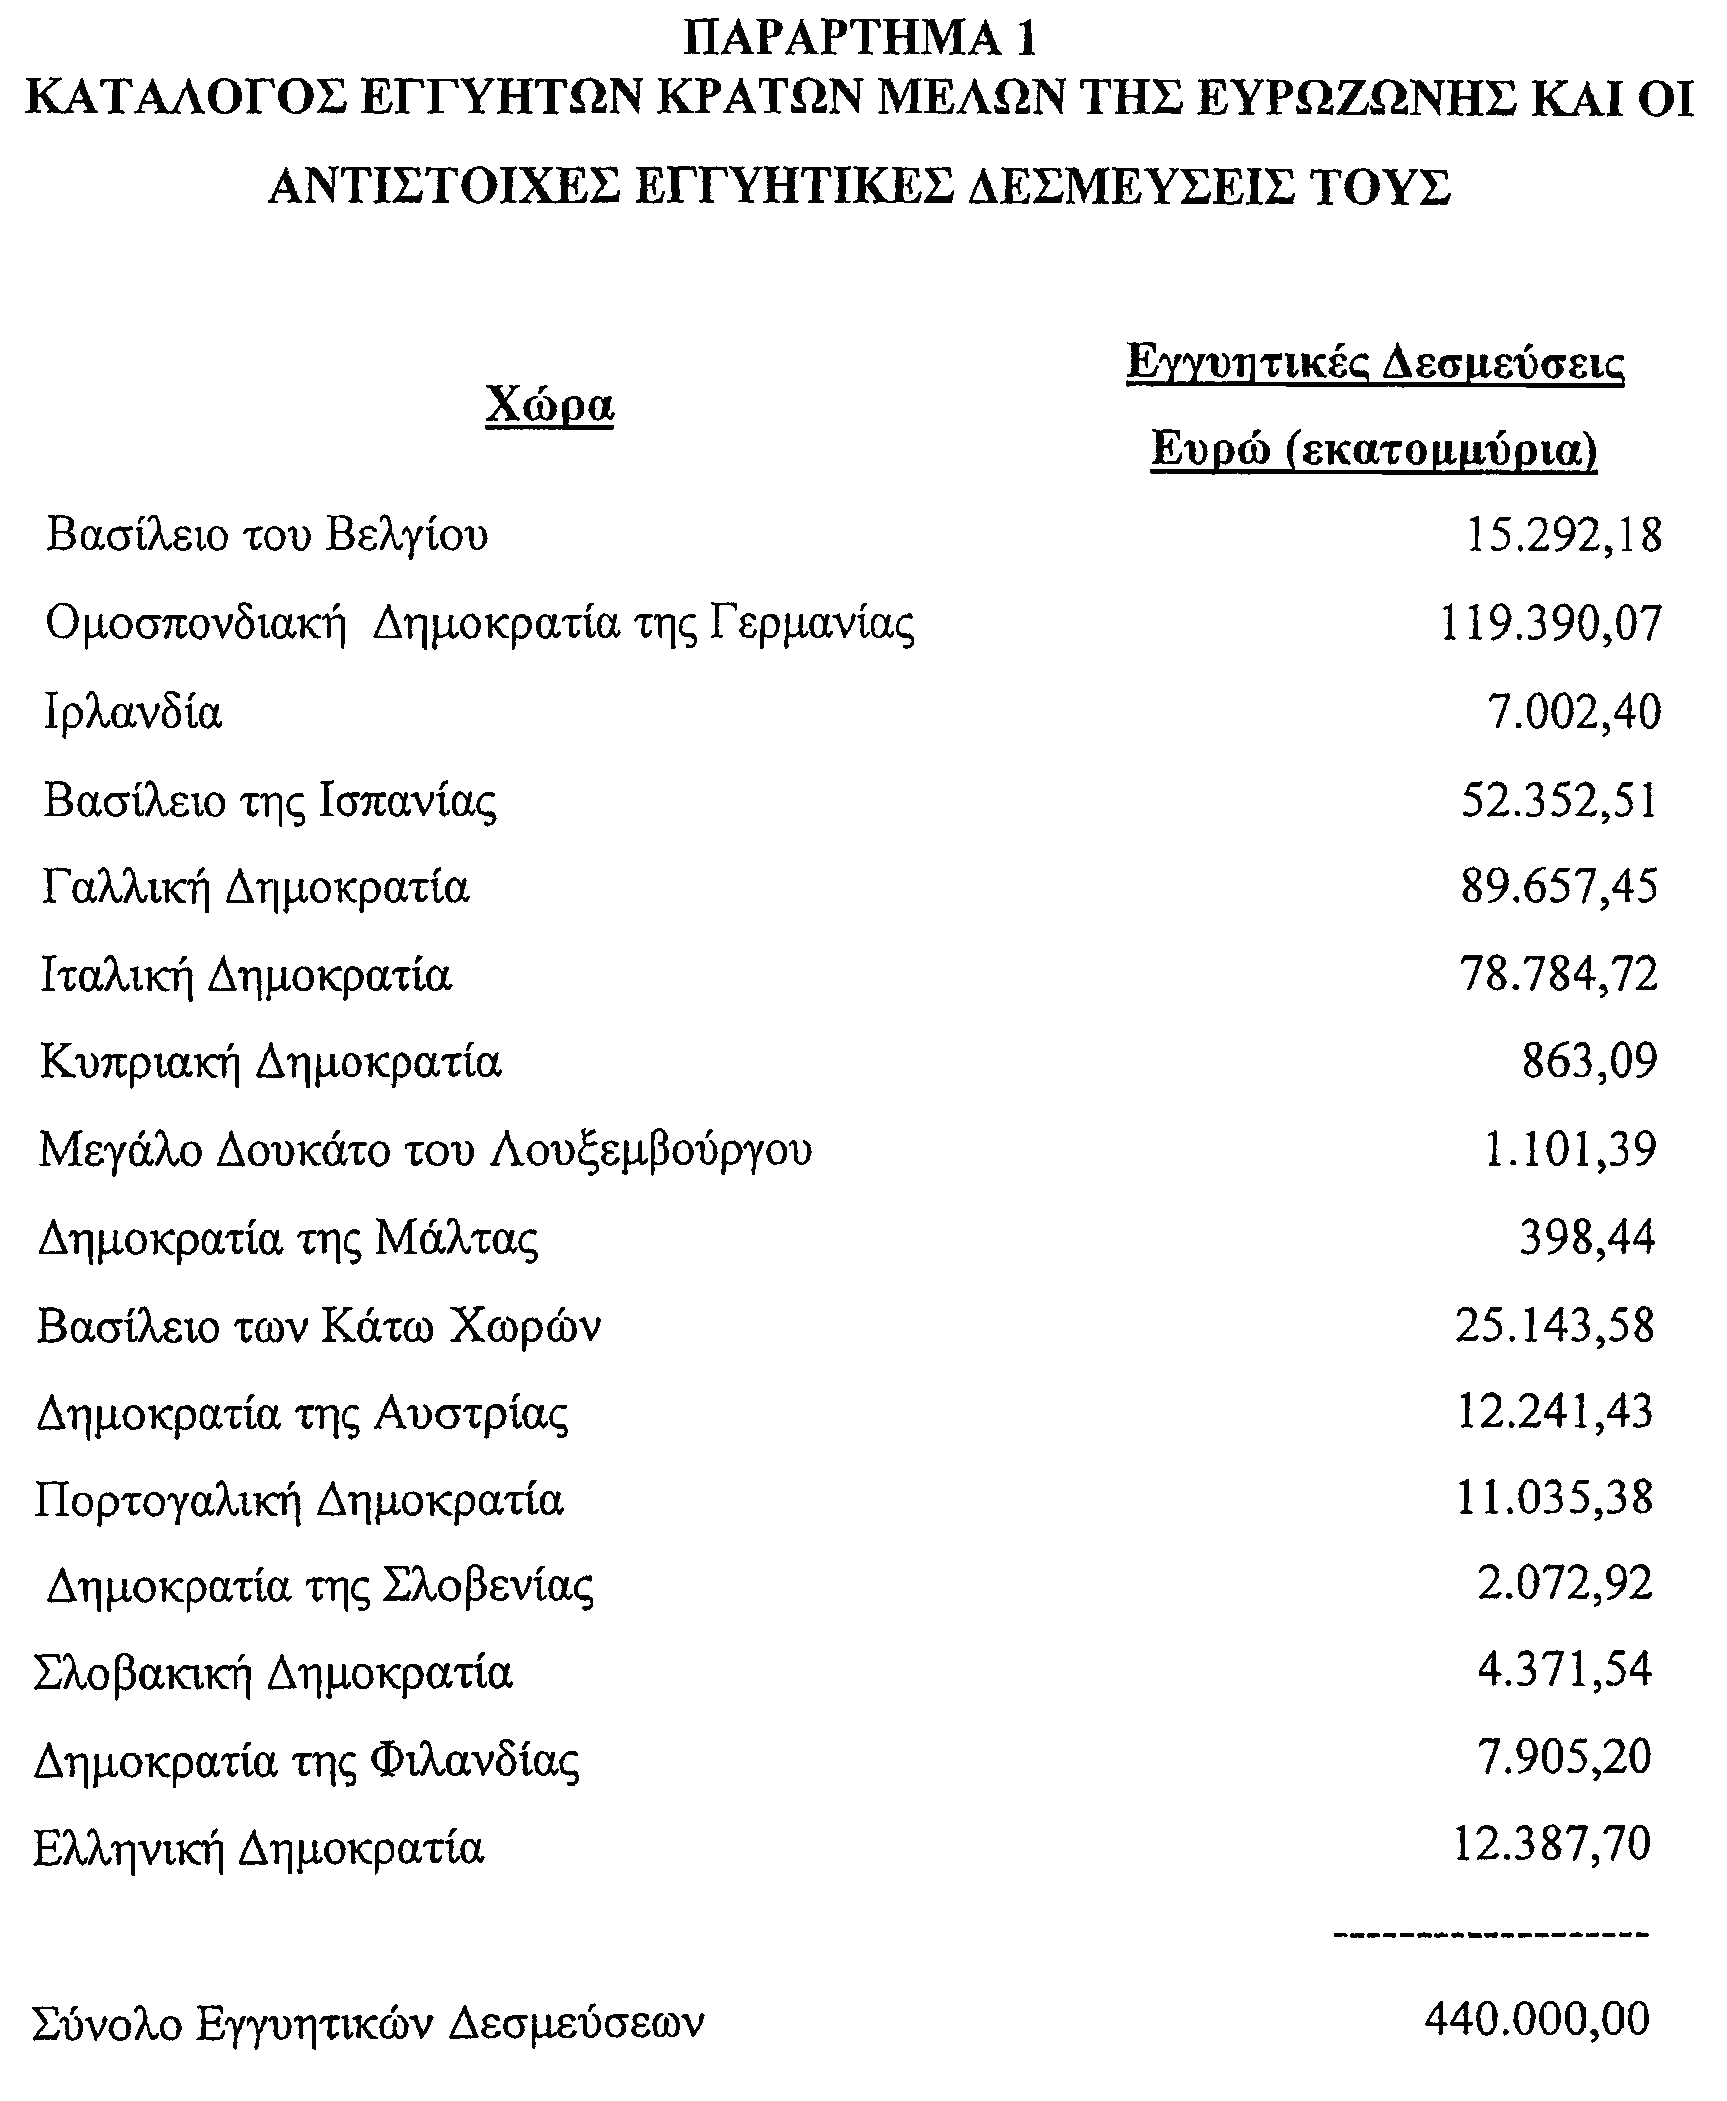 ΠΑΡΑΡΤΗΜΑ 1
ΚΑΤΑΛΟΓΟΣ ΕΓΓΥΗΤΩΝ ΚΡΑΤΩΝ ΜΕΛΩΝ ΤΗΣ ΕΥΡΩΖΩΝΗΣ ΚΑΙ ΟΙ
ΑΝΤΙΣΤΟΙΧΕΣ ΕΓΓΥΗΤΙΚΕΣ ΔΕΣΜΕΥΣΕΙΣ ΤΟΥΣ
Χώρα
Εγγυητικές Δεσμεύσεις
Ευρώ (εκατομμύρια)
Βασίλειο του Βελγίου 15.292,18
Ομοσπονδιακή Δημοκρατία της Γερμανίας 119.390,07
Ιρλανδία 7.002,40
Βασίλειο της Ισπανίας 52.352,51
Γαλλική Δημοκρατία 89.657,45
Ιταλική Δημοκρατία 78.784,72
Κυπριακή Δημοκρατία 863,09
Μεγάλο Δουκάτο του Λουξεμβούργου 1.101,39
Δημοκρατία της Μάλτας 398,44
Βασίλειο των Κάτω Χωρών 25.143,58
Δημοκρατία της Αυστρίας 12.241,43
Πορτογαλική Δημοκρατία 11.035,38
Δημοκρατία της Σλοβενίας 2.072,92
Σλοβακική Δημοκρατία 4.371,54
Δημοκρατία της Φιλανδίας 7.905,20
Ελληνική Δημοκρατία 12.387,70
--------------------
Σύνολο Εγγυητικών Δεσμεύσεων 440.000,00